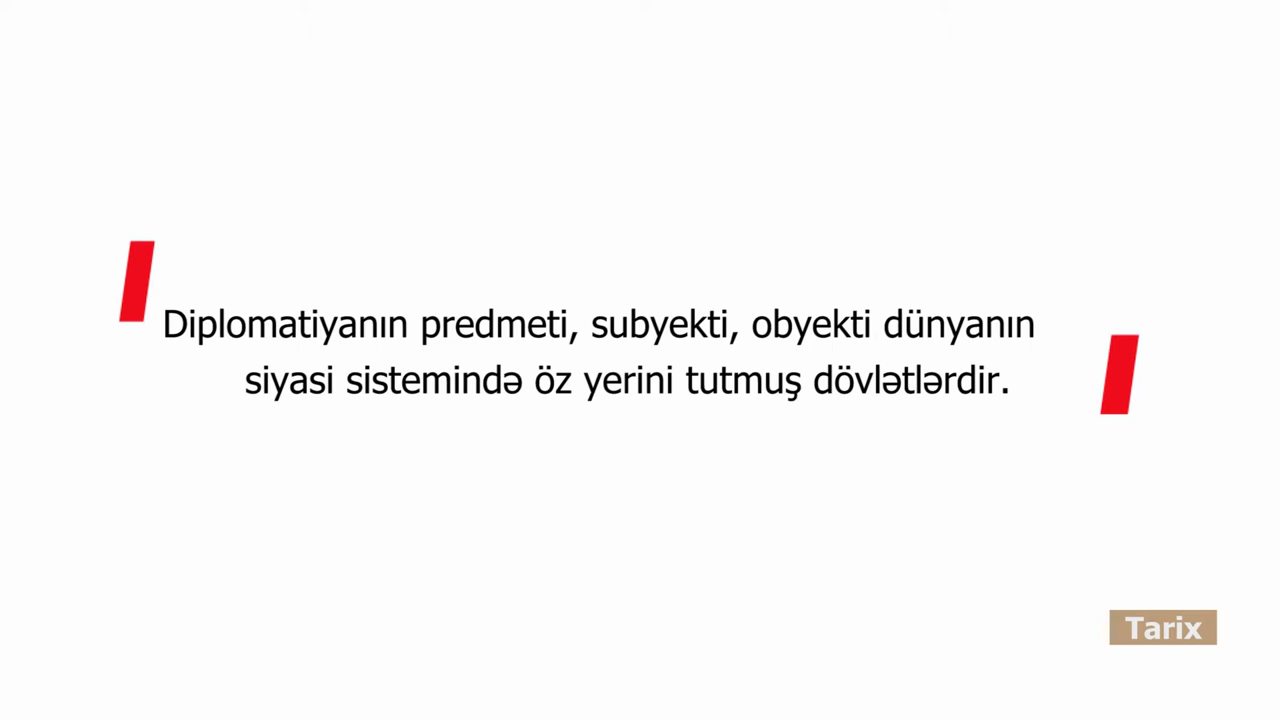 Diplomatiyanın predmeti, subyekti, obyekti dünyanın
siyasi sistemində öz yerini tutmuş dövlətlərdir.
Tarix